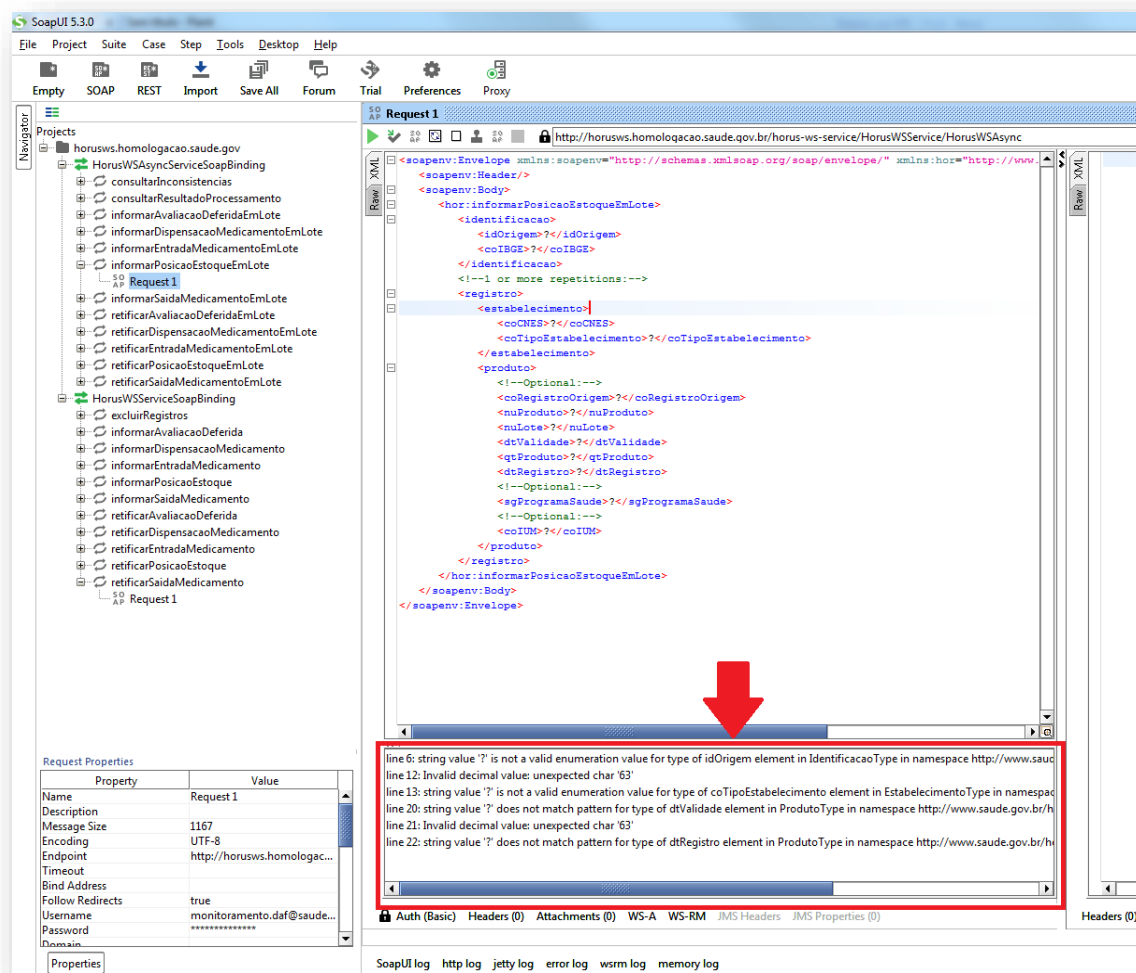 SoapUI 5.3.0
File Project Suite Case Step Tools Desktop Help
Empty SOAP REST Import Save All Forum Trial Preferences Proxy
Navigator
Projects
horusws.homologacao.saude.gov
HorusWSAsyncServiceSoapBinding
consultarInconsistencias
consultarResultadoProcessamento
informarAvaliacaoDeferidaEmLote
informarDispensacaoMedicamentoEmLote
informarEntradaMedicamentoEmLote
informarPosicaoEstoqueEmLote
Request 1
informarSaidaMedicamentoEmLote
retificarAvaliacaoDeferidaEmLote
retificarDispensacaoMedicamentoEmLote
retificarEntradaMedicamentoEmLote
retificarPosicaoEstoqueEmLote
retificarSaidaMedicamentoEmLote
HorusWSServiceSoapBinding
excluirRegistros
informarAvaliacaoDeferida
informarDispensacaoMedicamento
informarEntradaMedicamento
informarPosicaoEstoque
informarSaidaMedicamento
retificarAvaliacaoDeferida
retificarDispensacaoMedicamento
retificarEntradaMedicamento
retificarPosicaoEstoque
retificarSaidaMedicamento
Request 1
Request Properties
Property Value
Name Request 1
Description
Message Size 1167
Encoding UTF-8
Endpoint http://horusws.homologac...
Timeout
Bind Address
Follow Redirects true
Username monitoramento.daf@saude...
Password **************
Domain
Properties
Request 1
http://horusws.homologacao.saude.gov.br/horus-ws-service/HorusWSService/HorusWSAsync
XML
Raw
<soapenv:Envelope xmlns:soapenv="http://schemas.xmlsoap.org/soap/envelope/" xmlns:hor="http://www.
<soapenv:Header/>
<soapenv:Body>
<hor:informarPosicaoEstoqueEmLote>
<identificacao>
<idOrigem>?</idOrigem>
<coIBGE>?</coIBGE>
</identificacao>
<!--1 or more repetitions:-->
<registro>
<estabelecimento>
<coCNES>?</coCNES>
<coTipoEstabelecimento>?</coTipoEstabelecimento>
</estabelecimento>
<produto>
<!--Optional:-->
<coRegistroOrigem>?</coRegistroOrigem>
<nuProduto>?</nuProduto>
<nuLote>?</nuLote>
<dtValidade>?</dtValidade>
<qtProduto>?</qtProduto>
<dtRegistro>?</dtRegistro>
<!--Optional:-->
<sgProgramaSaude>?</sgProgramaSaude>
<!--Optional:-->
<coIUM>?</coIUM>
</produto>
</registro>
</hor:informarPosicaoEstoqueEmLote>
</soapenv:Body>
</soapenv:Envelope>
line 6: string value '?' is not a valid enumeration value for type of idOrigem element in IdentificacaoType in namespace http://www.saud
line 12: Invalid decimal value: unexpected char '63'
line 13: string value '?' is not a valid enumeration value for type of coTipoEstabelecimento element in EstabelecimentoType in namespac
line 20: string value '?' does not match pattern for type of dtValidade element in ProdutoType in namespace http://www.saude.gov.br/h
line 21: Invalid decimal value: unexpected char '63'
line 22: string value '?' does not match pattern for type of dtRegistro element in ProdutoType in namespace http://www.saude.gov.br/h
Auth (Basic) Headers (0) Attachments (0) WS-A WS-RM JMS Headers JMS Properties (0)
SoapUI log http log jetty log error log wsrm log memory log
XML
Raw
Headers (0)